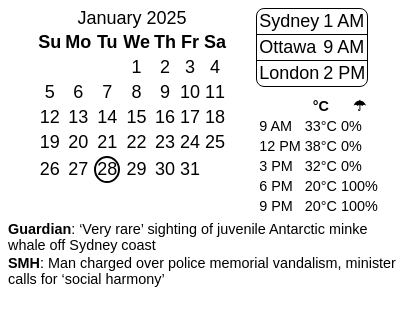 January 2025
Su Mo Tu We Th Fr Sa
1 2 3 4
5 6 7 8 9 10 11
12 13 14 15 16 17 18
19 20 21 22 23 24 25
26 27 28 29 30 31
Sydney 1 AM
Ottawa 9 AM
London 2 PM
°C ☂
9 AM 33°C 0%
12 PM 38°C 0%
3 PM 32°C 0%
6 PM 20°C 100%
9 PM 20°C 100%
Guardian: ‘Very rare’ sighting of juvenile Antarctic minke
whale off Sydney coast
SMH: Man charged over police memorial vandalism, minister
calls for ‘social harmony’